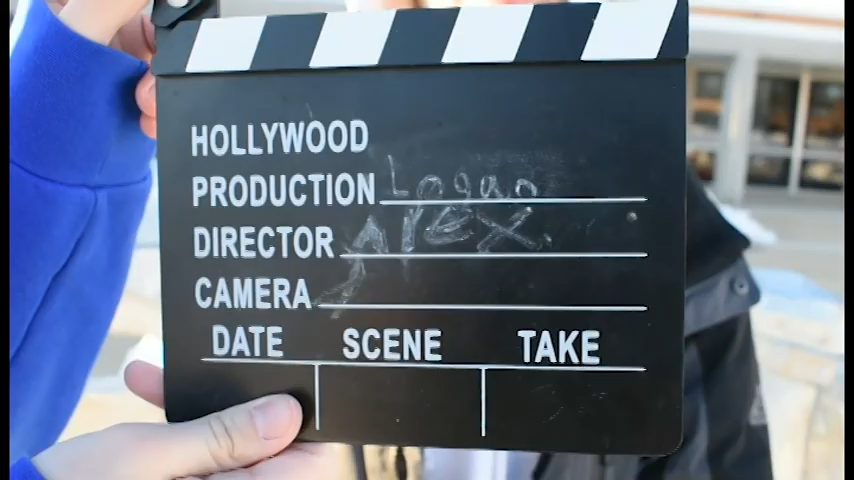 HOLLYWOOD
PRODUCTION Logan
DIRECTOR Alex
CAMERA
DATE SCENE TAKE